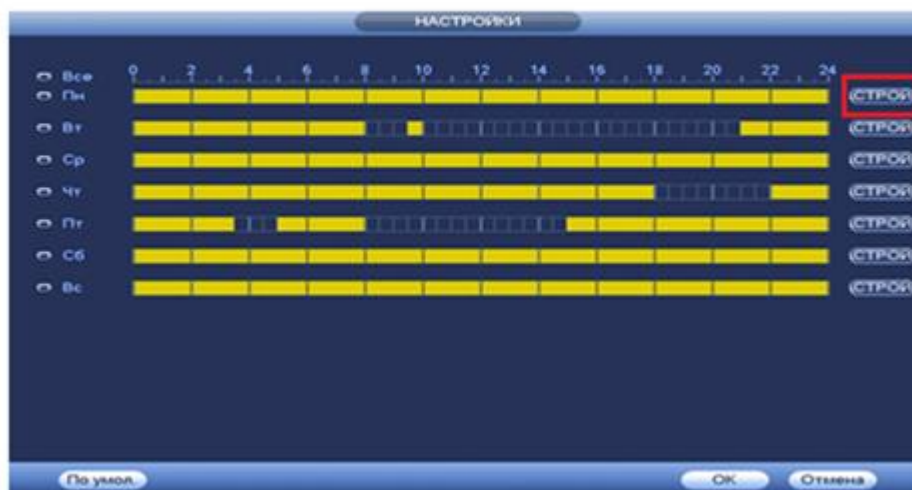 НАСТРОЙКИ
0 2 4 6 8 10 12 14 16 18 20 22 24
Все
Пн (СТРОЙ
Вт (СТРОЙ
Ср (СТРОЙ
Чт (СТРОЙ
Пт (СТРОЙ
Сб (СТРОЙ
Вс (СТРОЙ
По умол. OK Отмена